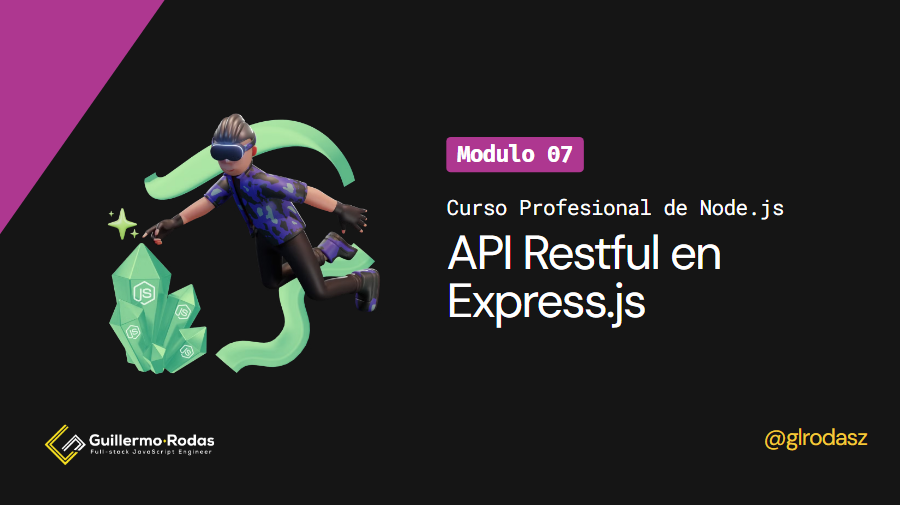 Modulo 07
Curso Profesional de Node.js
API Restful en
Express.js
JS
JS
JS
JS
Guillermo·Rodas
Full-stack JavaScript Engineer
@glrodasz